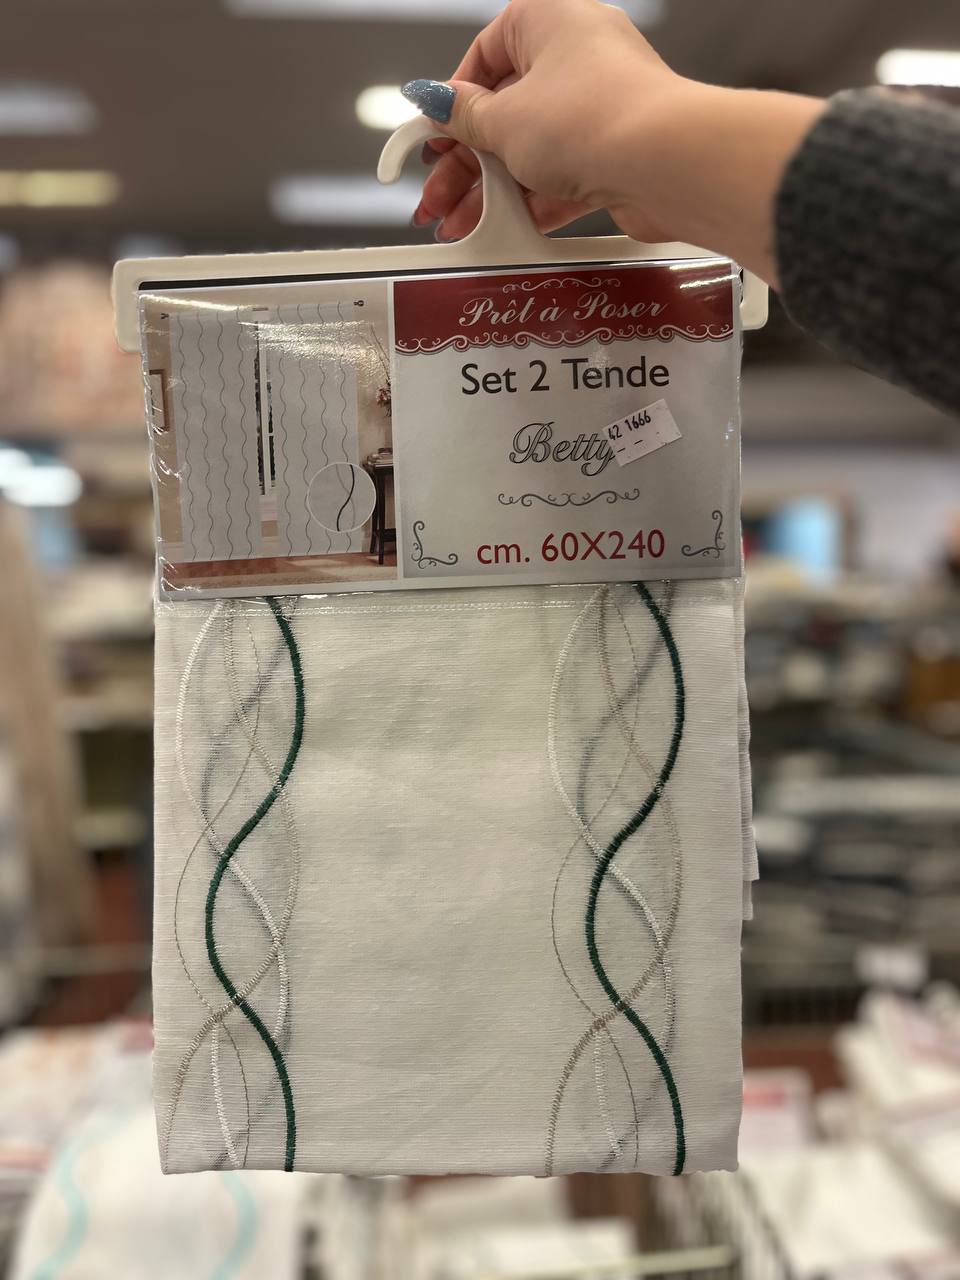 Prêt à Poser
Set 2 Tende
Betty
42 1666
cm. 60X240